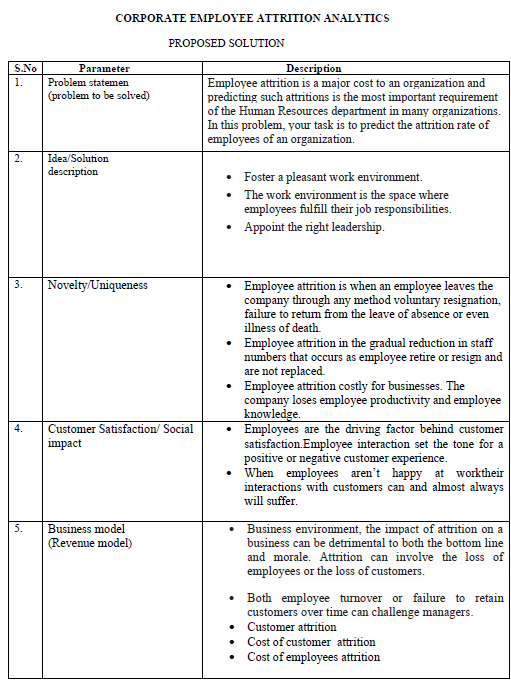 CORPORATE EMPLOYEE ATTRITION ANALYTICS
PROPOSED SOLUTION
S.No Parameter Description
1. Problem statemen
(problem to be solved)
Employee attrition is a major cost to an organization and
predicting such attritions is the most important requirement
of the Human Resources department in many organizations.
In this problem, your task is to predict the attrition rate of
employees of an organization.
2. Idea/Solution
description
• Foster a pleasant work environment.
• The work environment is the space where
employees fulfill their job responsibilities.
• Appoint the right leadership.
3. Novelty/Uniqueness
• Employee attrition is when an employee leaves the
company through any method voluntary resignation,
failure to return from the leave of absence or even
illness of death.
• Employee attrition in the gradual reduction in staff
numbers that occurs as employee retire or resign and
are not replaced.
• Employee attrition costly for businesses. The
company loses employee productivity and employee
knowledge.
4. Customer Satisfaction/ Social
impact
• Employees are the driving factor behind customer
satisfaction.Employee interaction set the tone for a
positive or negative customer experience.
• When employees aren't happy at worktheir
interactions with customers can and almost always
will suffer.
5. Business model
(Revenue model)
• Business environment, the impact of attrition on a
business can be detrimental to both the bottom line
and morale. Attrition can involve the loss of
employees or the loss of customers.
• Both employee turnover or failure to retain
customers over time can challenge managers.
• Customer attrition
• Cost of customer attrition
• Cost of employees attrition